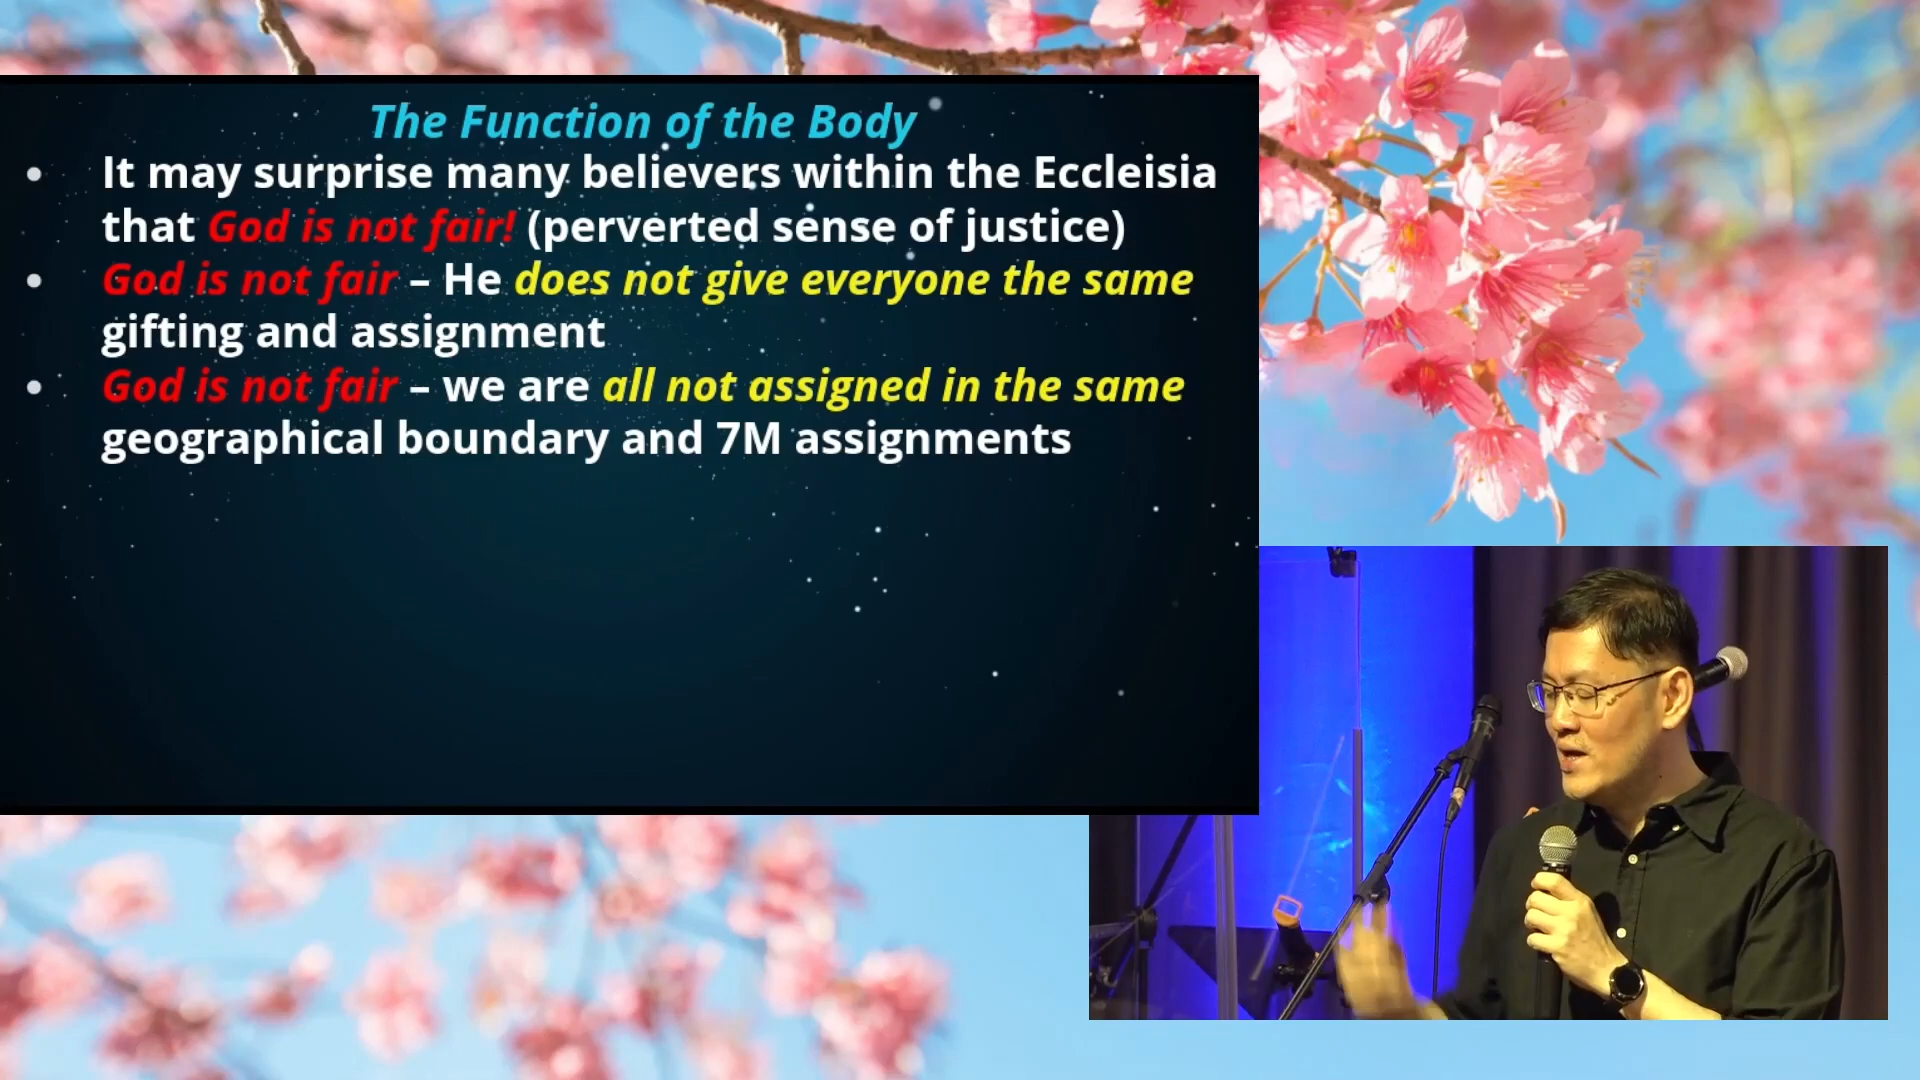 The Function of the Body
• It may surprise many believers within the Eccleisia
that God is not fair! (perverted sense of justice)
• God is not fair – He does not give everyone the same
gifting and assignment
• God is not fair – we are all not assigned in the same
geographical boundary and 7M assignments